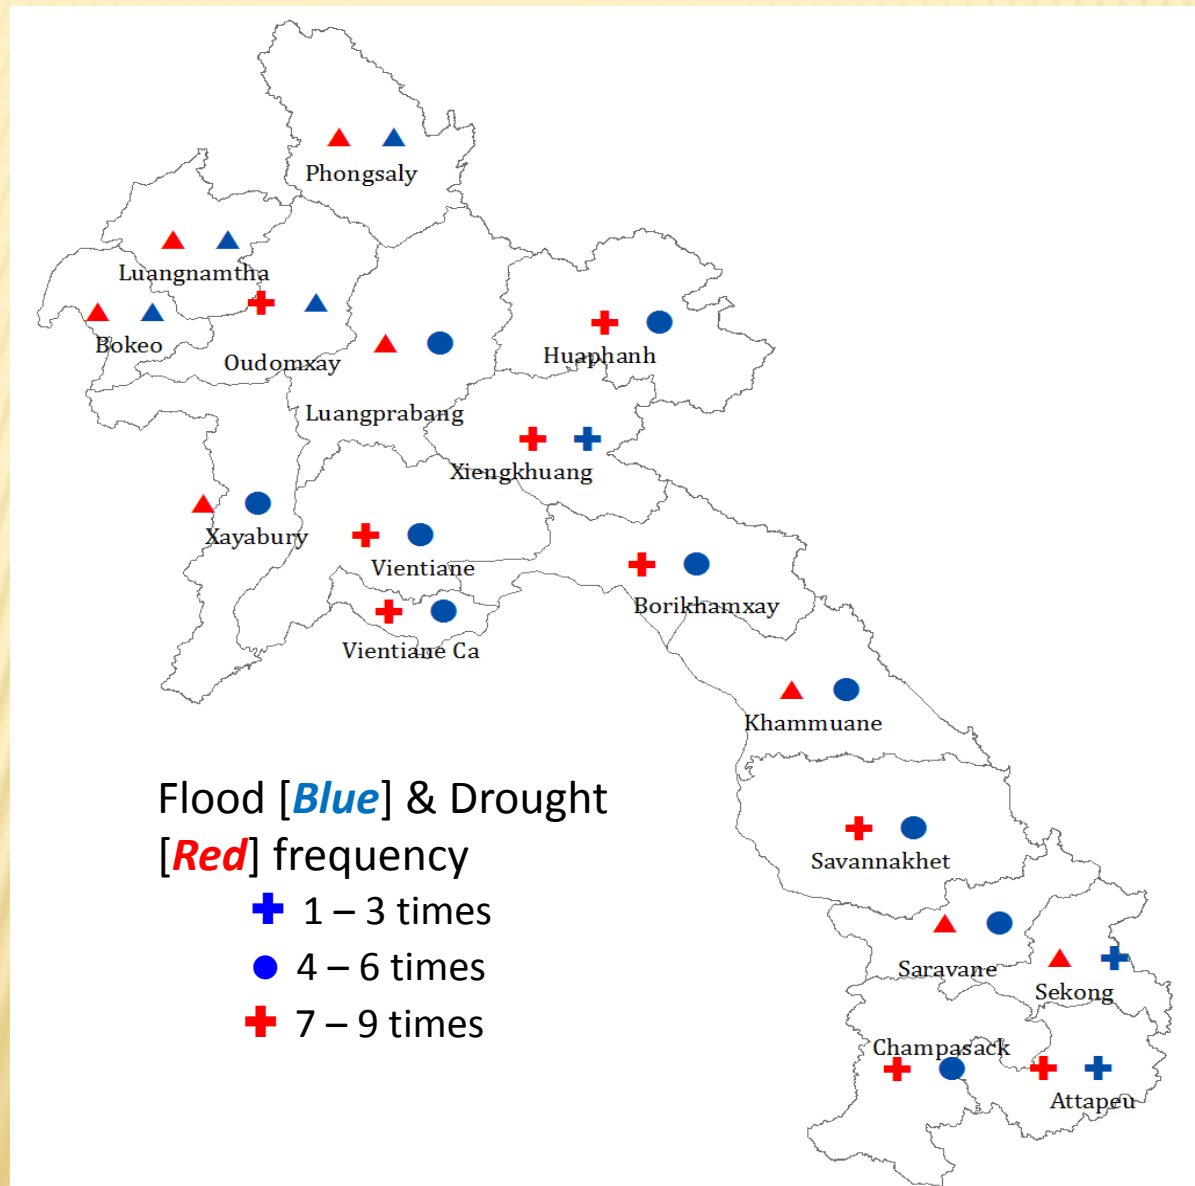 Phongsaly
Luangnamtha
Bokeo
Oudomxay
Huaphanh
Luangprabang
Xiengkhuang
Xayabury
Vientiane
Borikhamxay
Vientiane Ca
Khammuane
Flood [Blue] & Drought
[Red] frequency
1 – 3 times
4 – 6 times
7 – 9 times
Savannakhet
Saravane
Sekong
Champasack
Attapeu